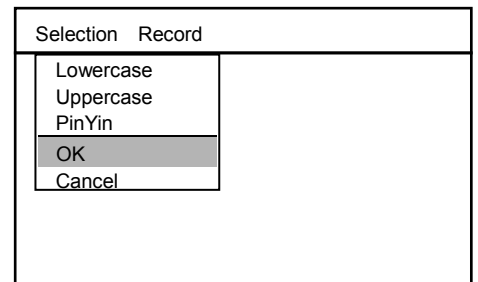 Selection Record
Lowercase
Uppercase
PinYin
OK
Cancel